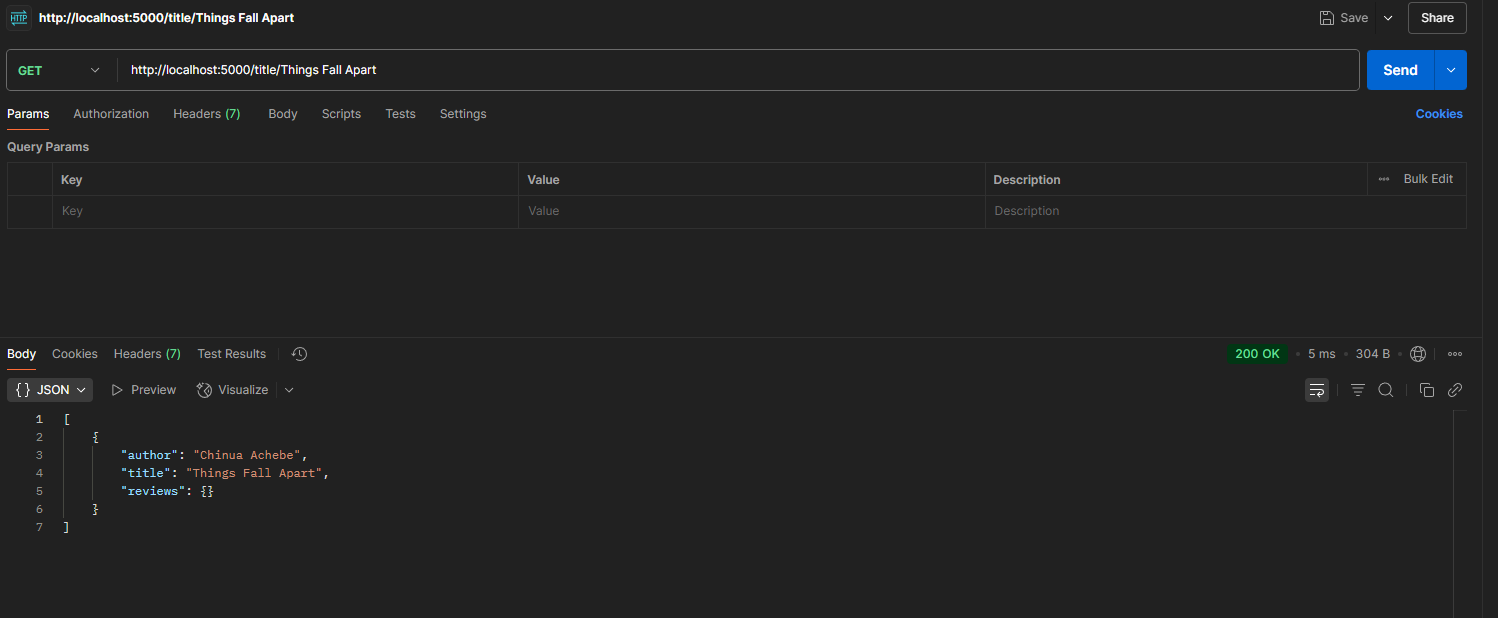 HTTP http://localhost:5000/title/Things Fall Apart Save Share
GET http://localhost:5000/title/Things Fall Apart Send
Params Authorization Headers (7) Body Scripts Tests Settings Cookies
Query Params
Key Value Description Bulk Edit
Key Value Description
Body Cookies Headers (7) Test Results 200 OK • 5 ms • 304 B •
{} JSON Preview Visualize
1 [
2 {
3 "author": "Chinua Achebe",
4 "title": "Things Fall Apart",
5 "reviews": {}
6 }
7 ]